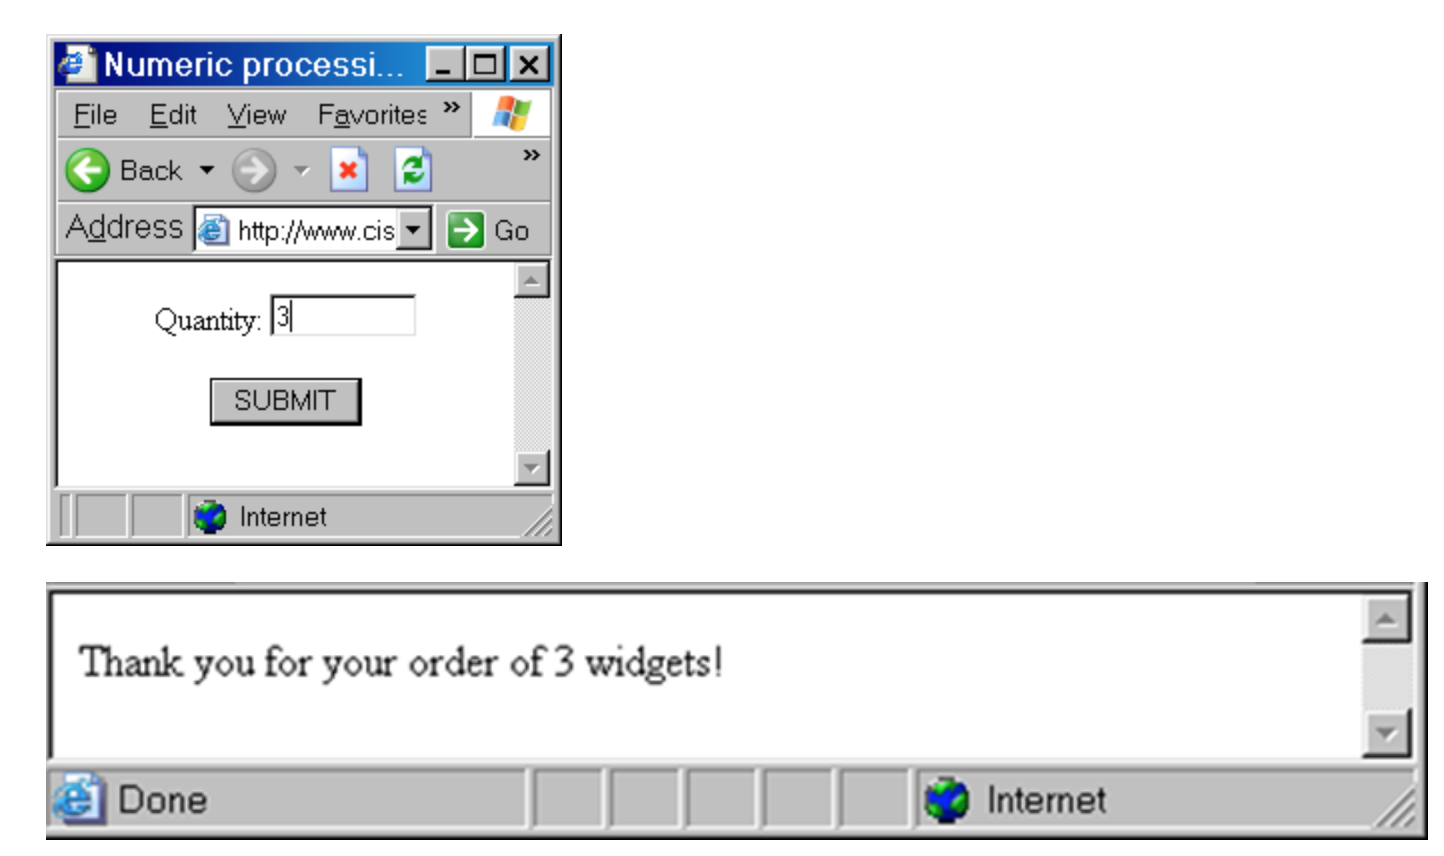 Numeric processi...
File Edit View Favorites »
Back »
Address http://www.cis Go
Quantity: 3
SUBMIT
Internet
Thank you for your order of 3 widgets!
Done Internet